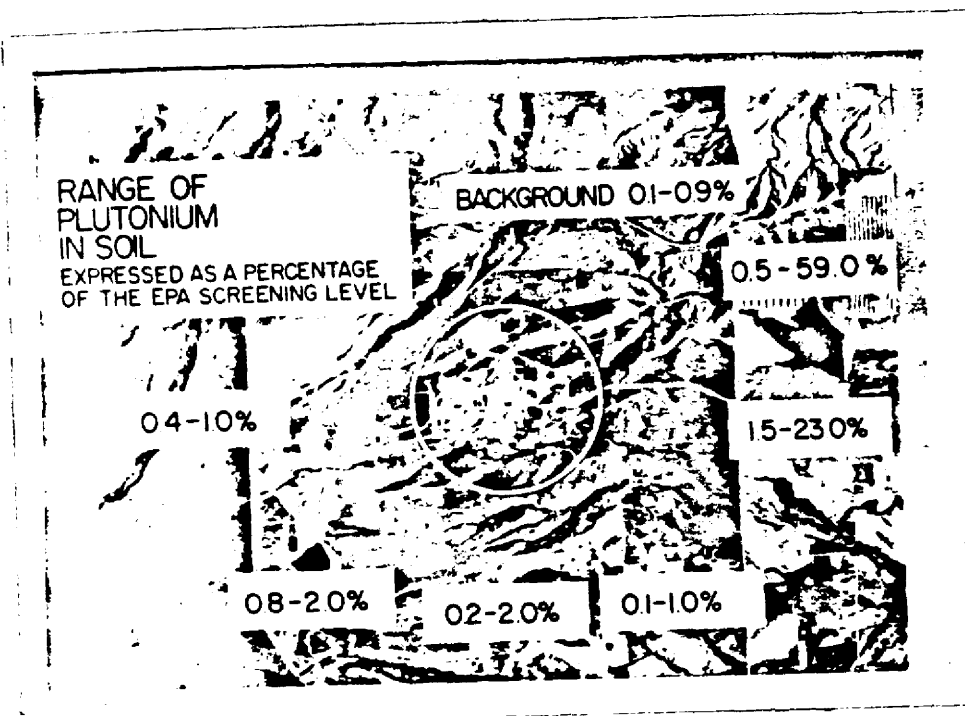 RANGE OF
PLUTONIUM
IN SOIL
EXPRESSED AS A PERCENTAGE
OF THE EPA SCREENING LEVEL
BACKGROUND 0.1-0.9%
0.5-59.0%
0.4-1.0%
1.5-23.0%
0.8-2.0%
0.2-2.0%
0.1-1.0%